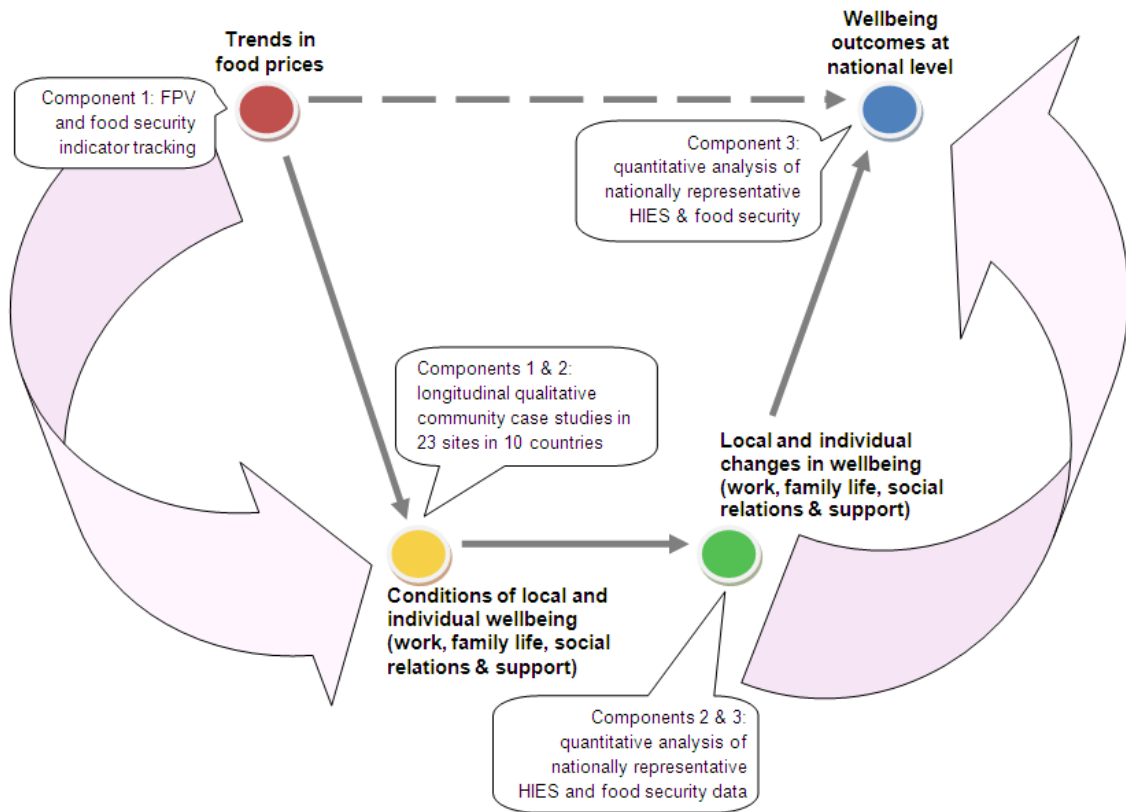 Trends in
food prices
Wellbeing
outcomes at
national level
Component 1: FPV
and food security
indicator tracking
Component 3:
quantitative analysis of
nationally representative
HIES & food security
Components 1 & 2:
longitudinal qualitative
community case studies in
23 sites in 10 countries
Local and individual
changes in wellbeing
(work, family life, social
relations & support)
Conditions of local and
individual wellbeing
(work, family life, social
relations & support)
Components 2 & 3:
quantitative analysis of
nationally representative
HIES and food security data